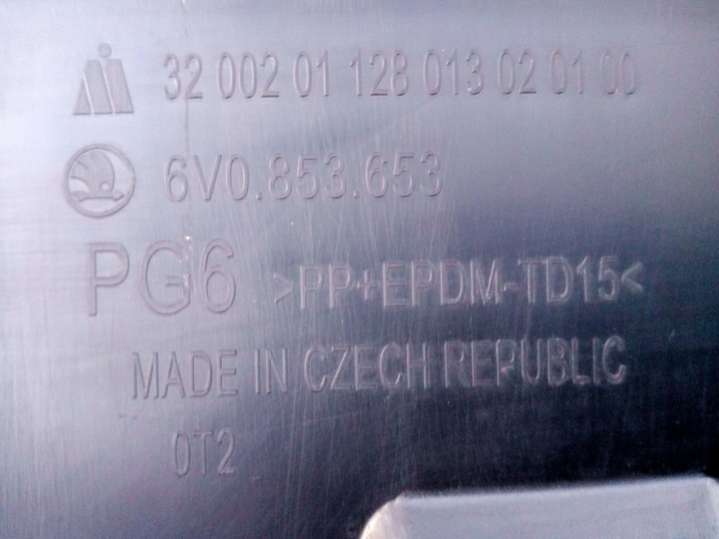 32 002 01 128 013 02 01 00
6V0.853.653
PG6 >PP+EPDM-TD15<
MADE IN CZECH REPUBLIC
0T2